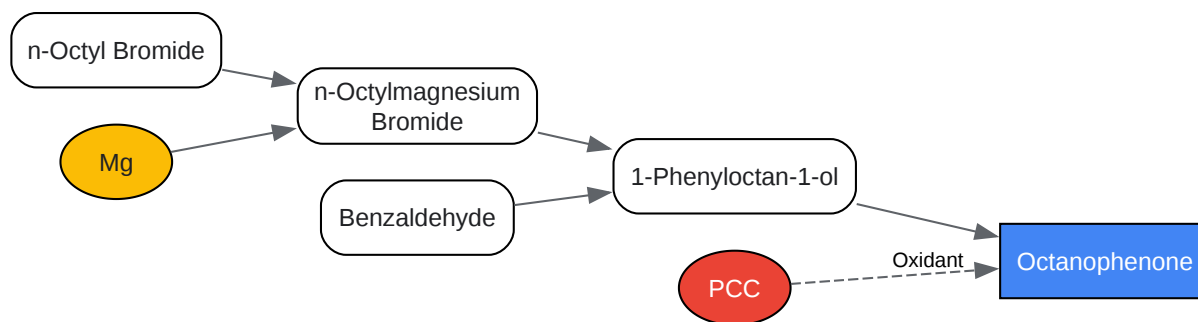 n-Octyl Bromide
Mg
n-Octylmagnesium
Bromide
Benzaldehyde
1-Phenyloctan-1-ol
PCC
Oxidant
Octanophenone